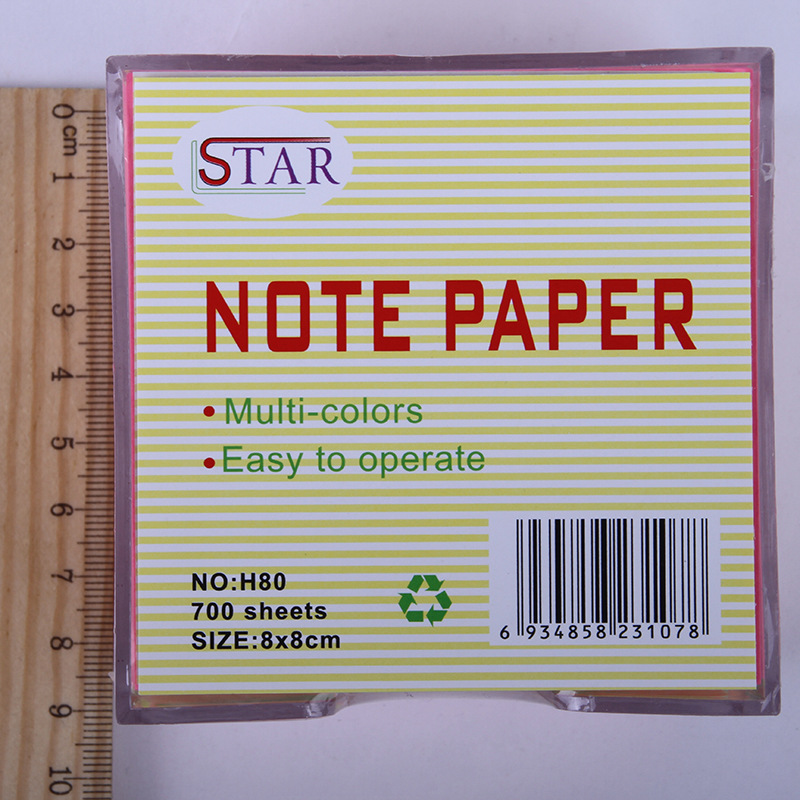 STAR
NOTE PAPER
• Multi-colors
• Easy to operate
NO:H80
700 sheets
SIZE:8x8cm
6 934858 231078
0 cm 1 2 3 4 5 6 7 8 9 10